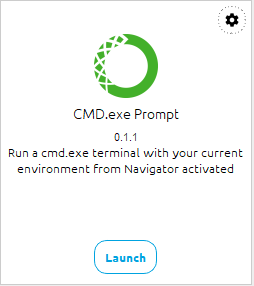 CMD.exe Prompt
0.1.1
Run a cmd.exe terminal with your current
environment from Navigator activated
Launch